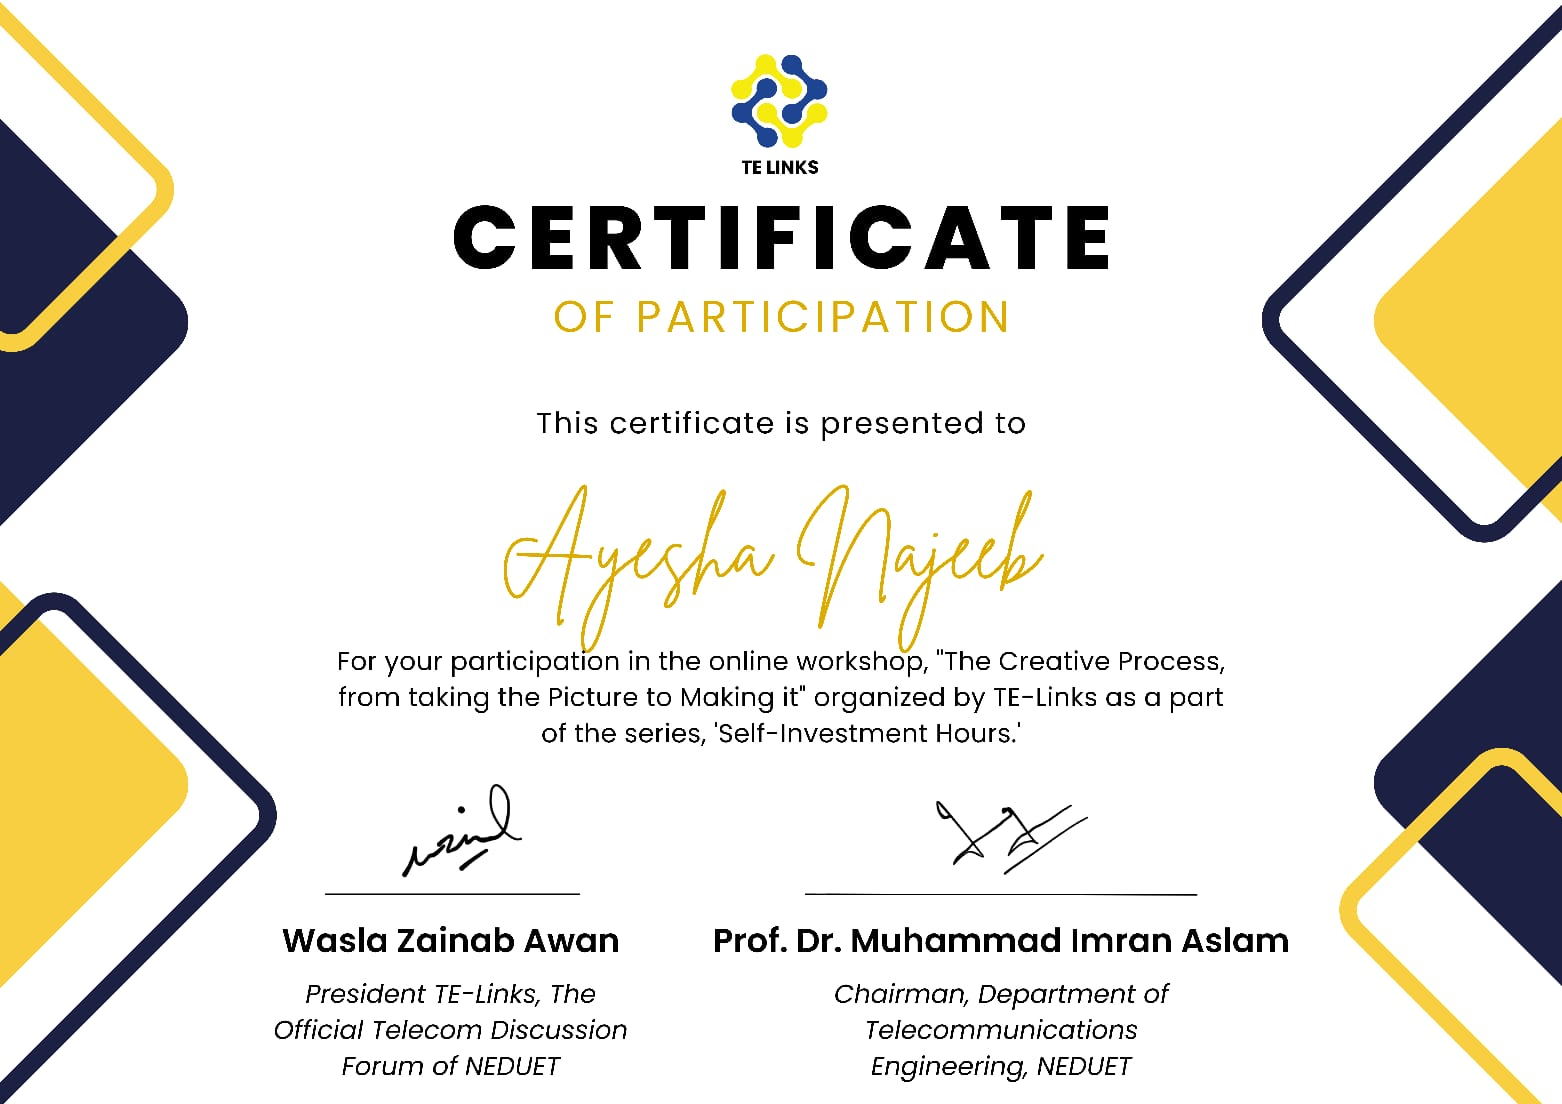 TE LINKS
CERTIFICATE
OF PARTICIPATION
This certificate is presented to
Ayesha Najeeb
For your participation in the online workshop, "The Creative Process,
from taking the Picture to Making it" organized by TE-Links as a part
of the series, 'Self-Investment Hours.'
Wasla Zainab Awan
President TE-Links, The
Official Telecom Discussion
Forum of NEDUET
Prof. Dr. Muhammad Imran Aslam
Chairman, Department of
Telecommunications
Engineering, NEDUET